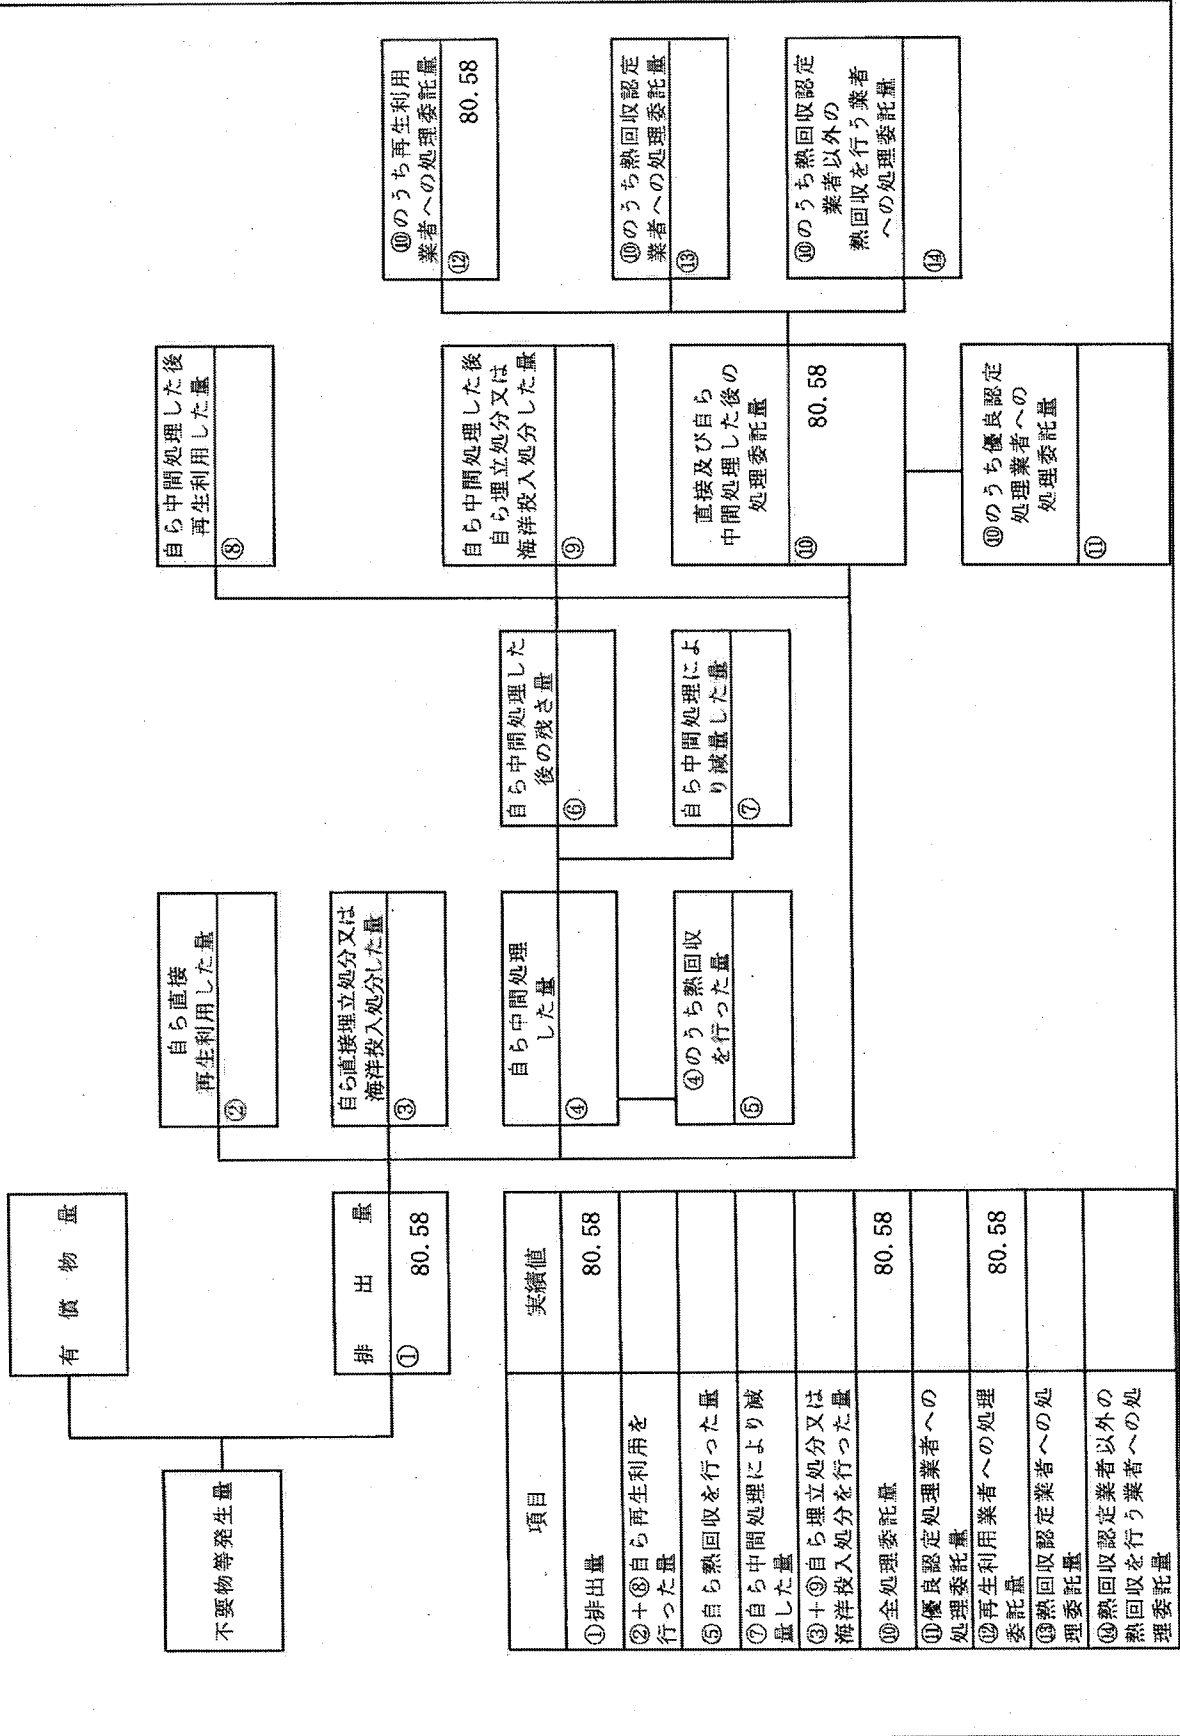 不要物等発生量
有償物量
排出量
① 80.58
自ら直接
再生利用した量
②
自ら直接埋立処分又は
海洋投入処分した量
③
自ら中間処理
した量
④
④のうち熱回収
を行った量
⑤
自ら中間処理した
後の残さ量
⑥
自ら中間処理によ
り減量した量
⑦
自ら中間処理した後
再生利用した量
⑧
自ら中間処理した後
自ら埋立処分又は
海洋投入処分した量
⑨
直接及び自ら
中間処理した後の
処理委託量
⑩ 80.58
⑩のうち優良認定
処理業者への
処理委託量
⑪
⑩のうち再生利用
業者への処理委託量
⑫ 80.58
⑩のうち熱回収認定
業者への処理委託量
⑬
⑩のうち熱回収認定
業者以外の
熱回収を行う業者
への処理委託量
⑭
項目 実績値
①排出量 80.58
②+⑧自ら再生利用を
行った量
⑤自ら熱回収を行った量
⑦自ら中間処理により減
量した量
③+⑨自ら埋立処分又は
海洋投入処分を行った量
⑩全処理委託量 80.58
⑪優良認定処理業者への
処理委託量
⑫再生利用業者への処理
委託量 80.58
⑬熱回収認定業者への処
理委託量
⑭熱回収認定業者以外の
熱回収を行う業者への処
理委託量